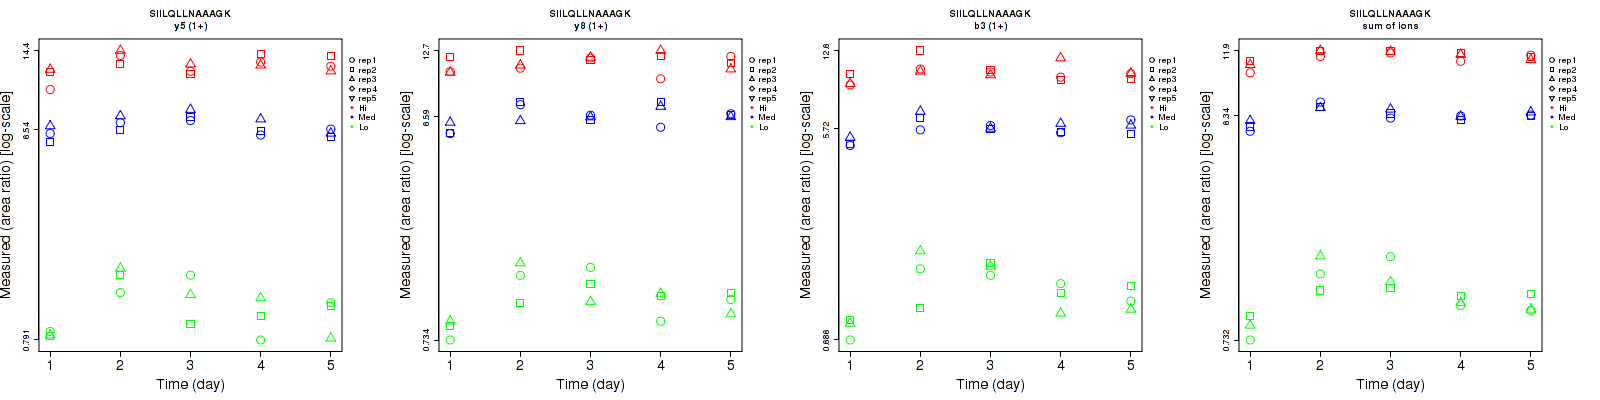 SIILQLLNAAAGK
y5 (1+)
Measured (area ratio) [log-scale]
14.4
6.54
0.791
1 2 3 4 5
Time (day)
rep1
rep2
rep3
rep4
rep5
Hi
Med
Lo
SIILQLLNAAAGK
y8 (1+)
Measured (area ratio) [log-scale]
12.7
6.59
0.734
1 2 3 4 5
Time (day)
rep1
rep2
rep3
rep4
rep5
Hi
Med
Lo
SIILQLLNAAAGK
b3 (1+)
Measured (area ratio) [log-scale]
12.6
5.72
0.686
1 2 3 4 5
Time (day)
rep1
rep2
rep3
rep4
rep5
Hi
Med
Lo
SIILQLLNAAAGK
sum of ions
Measured (area ratio) [log-scale]
11.9
6.34
0.732
1 2 3 4 5
Time (day)
rep1
rep2
rep3
rep4
rep5
Hi
Med
Lo